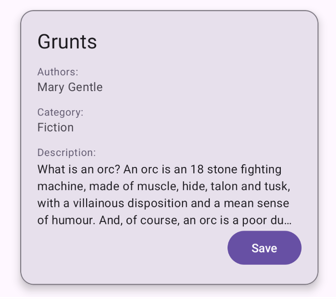 Grunts
Authors:
Mary Gentle
Category:
Fiction
Description:
What is an orc? An orc is an 18 stone fighting
machine, made of muscle, hide, talon and tusk,
with a villainous disposition and a mean sense
of humour. And, of course, an orc is a poor du…
Save